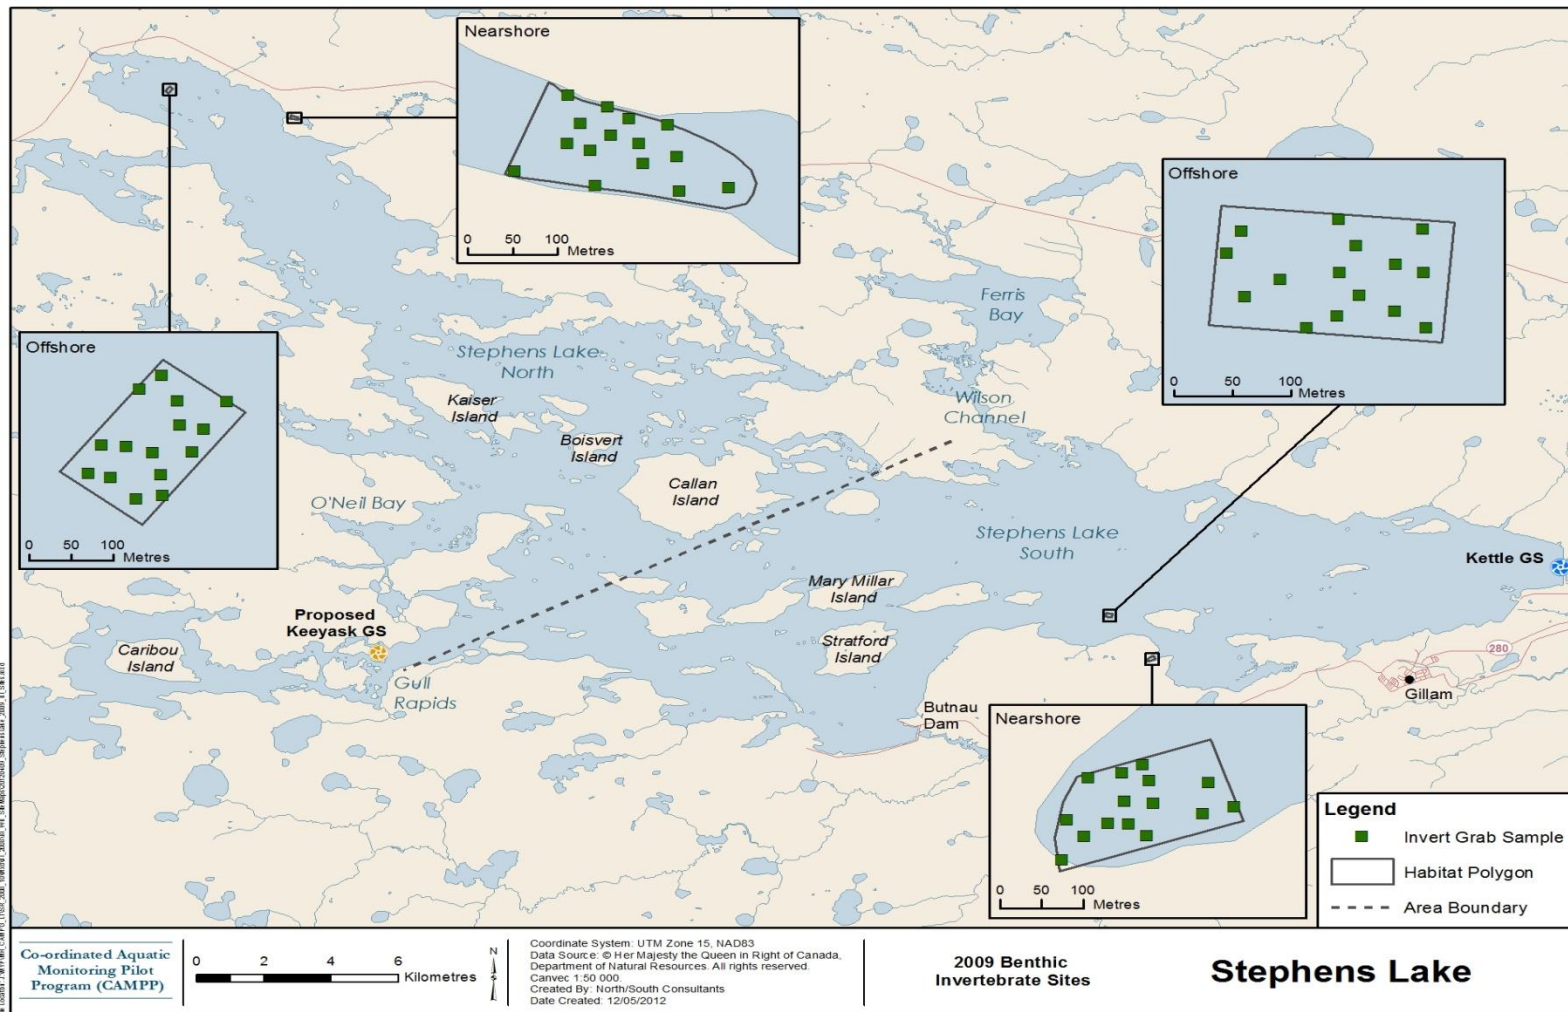 Nearshore
0 50 100
Metres
Offshore
0 50 100
Metres
Offshore
0 50 100
Metres
Ferris
Bay
Stephens Lake
North
Kaiser
Island
Wilson
Channel
Boisvert
Island
Callan
Island
O'Neil Bay
Stephens Lake
South
Kettle GS
Mary Millar
Island
Proposed
Keeyask GS
Stratford
Island
Caribou
Island
Gull
Rapids
280
Gillam
Butnau
Dam
Nearshore
0 50 100
Metres
Legend
Invert Grab Sample
Habitat Polygon
Area Boundary
Co-ordinated Aquatic
Monitoring Pilot
Program (CAMPP)
0 2 4 6
Kilometres
N
Coordinate System: UTM Zone 15, NAD83
Data Source: © Her Majesty the Queen in Right of Canada,
Department of Natural Resources. All rights reserved.
Canvec 1:50 000.
Created By: North/South Consultants
Date Created: 12/05/2012
2009 Benthic
Invertebrate Sites
Stephens Lake